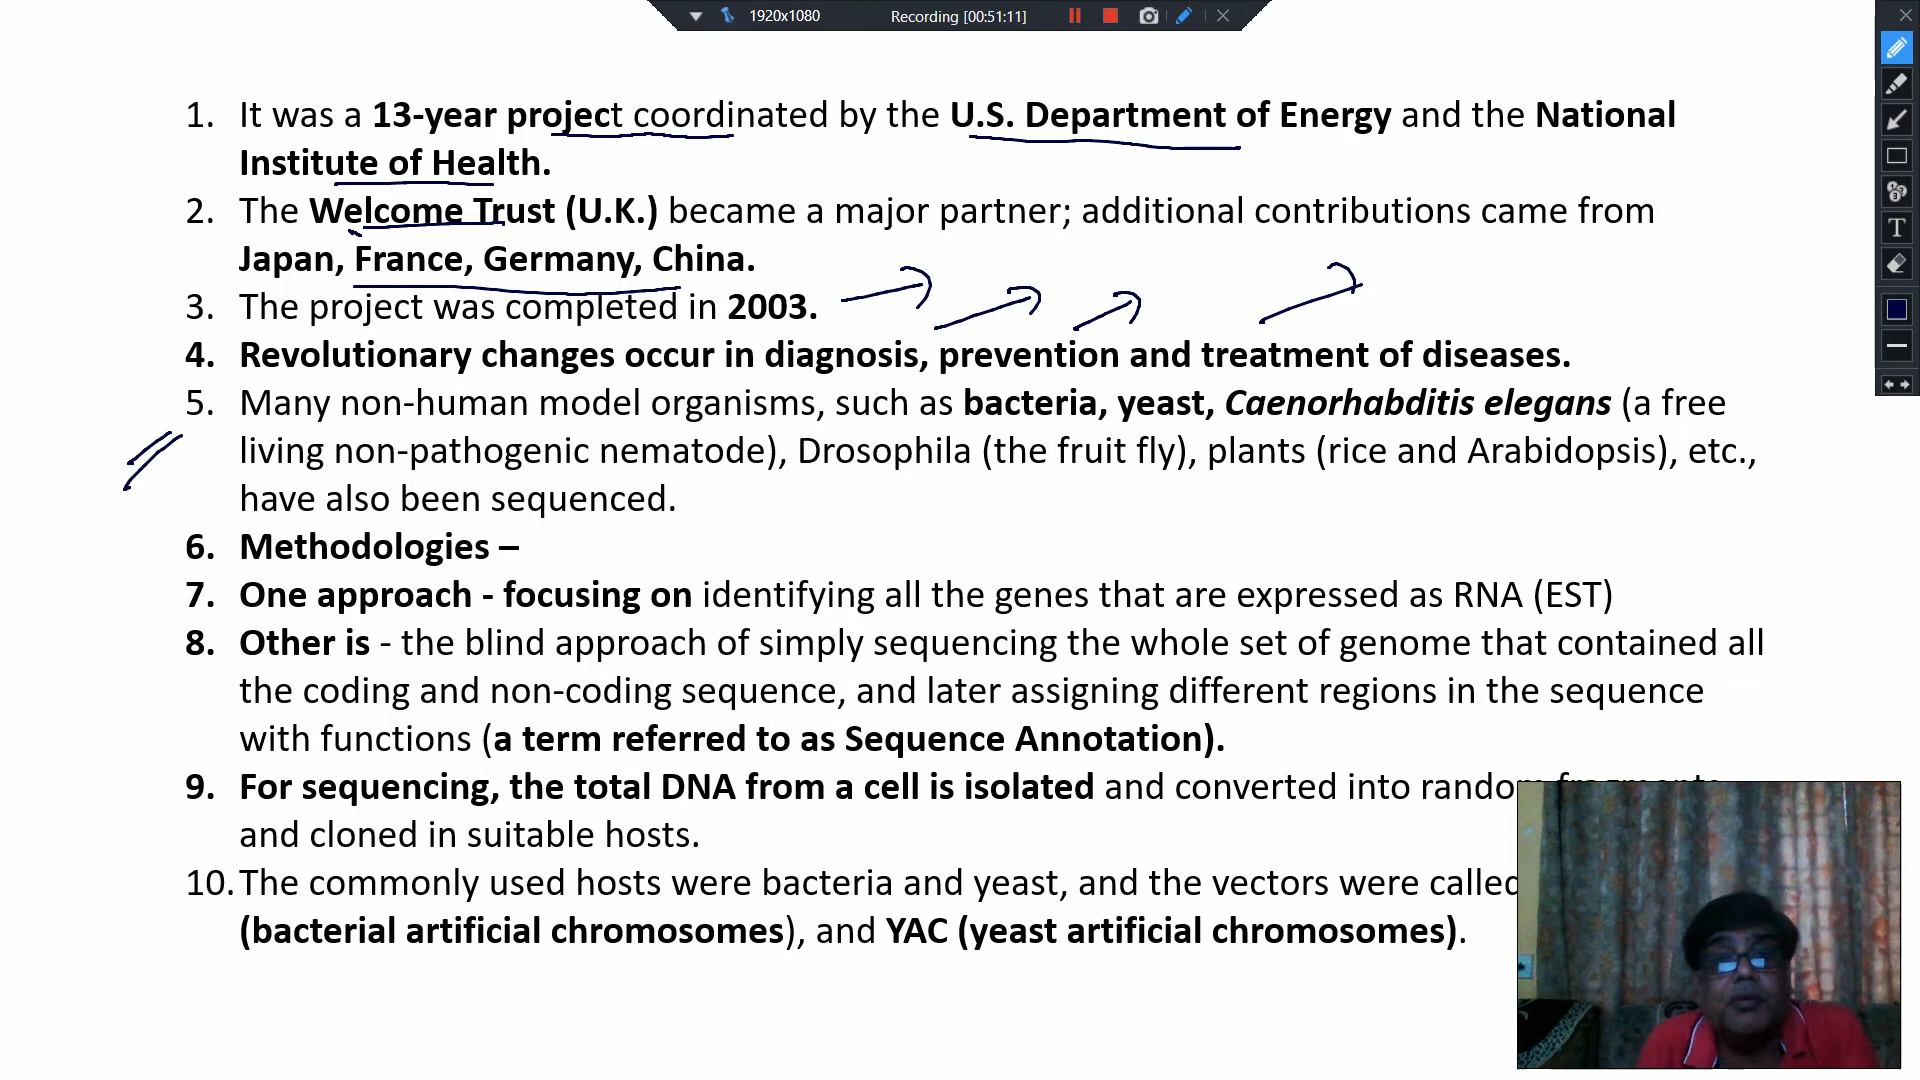 1920x1080 Recording [00:51:11]
1. It was a 13-year project coordinated by the U.S. Department of Energy and the National
Institute of Health.
2. The Welcome Trust (U.K.) became a major partner; additional contributions came from
Japan, France, Germany, China.
3. The project was completed in 2003.
4. Revolutionary changes occur in diagnosis, prevention and treatment of diseases.
5. Many non-human model organisms, such as bacteria, yeast, Caenorhabditis elegans (a free
living non-pathogenic nematode), Drosophila (the fruit fly), plants (rice and Arabidopsis), etc.,
have also been sequenced.
6. Methodologies –
7. One approach - focusing on identifying all the genes that are expressed as RNA (EST)
8. Other is - the blind approach of simply sequencing the whole set of genome that contained all
the coding and non-coding sequence, and later assigning different regions in the sequence
with functions (a term referred to as Sequence Annotation).
9. For sequencing, the total DNA from a cell is isolated and converted into random
and cloned in suitable hosts.
10. The commonly used hosts were bacteria and yeast, and the vectors were called
(bacterial artificial chromosomes), and YAC (yeast artificial chromosomes).